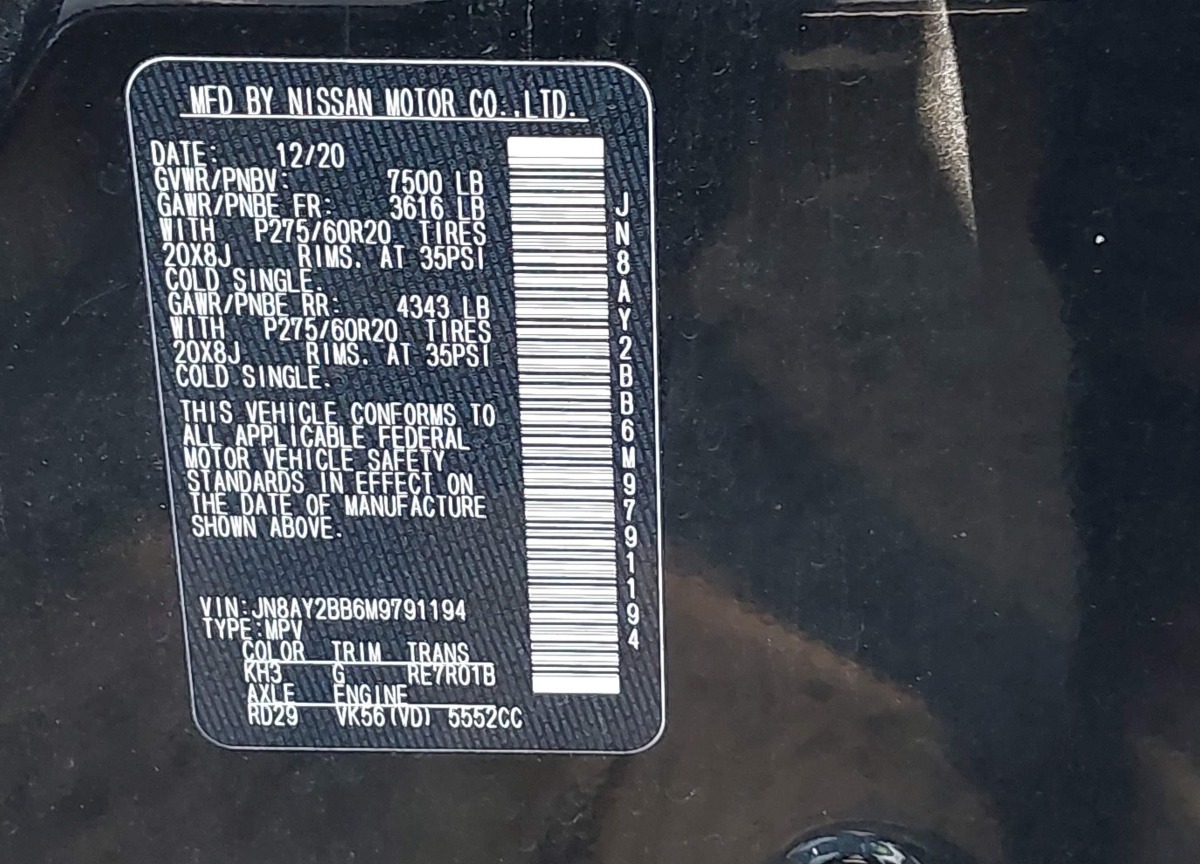 MFD BY NISSAN MOTOR CO.,LTD.
DATE: 12/20
GVWR/PNBV: 7500 LB
GAWR/PNBE FR: 3616 LB
WITH P275/60R20 TIRES
20X8J RIMS. AT 35PSI
COLD SINGLE.
GAWR/PNBE RR: 4343 LB
WITH P275/60R20 TIRES
20X8J RIMS. AT 35PSI
COLD SINGLE.
THIS VEHICLE CONFORMS TO
ALL APPLICABLE FEDERAL
MOTOR VEHICLE SAFETY
STANDARDS IN EFFECT ON
THE DATE OF MANUFACTURE
SHOWN ABOVE.
VIN:JN8AY2BB6M9791194
TYPE:MPV
COLOR TRIM TRANS
KH3 G RE7R01B
AXLE ENGINE
RD29 VK56(VD) 5552CC
JN8AY2BB6M9791194